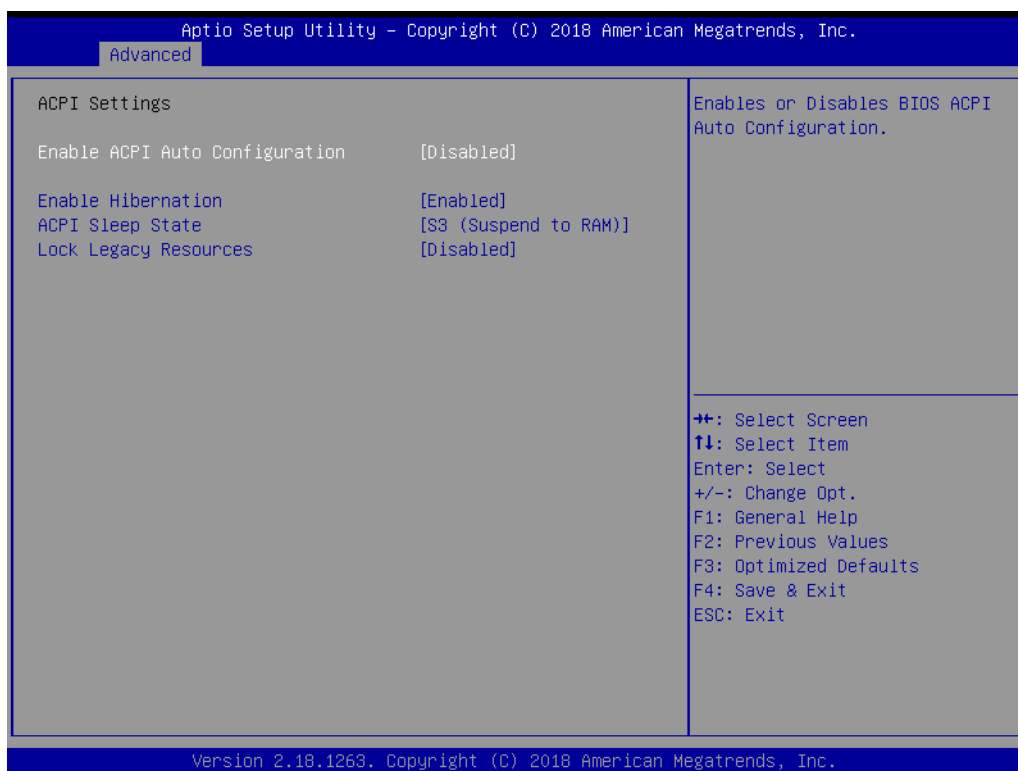 Aptio Setup Utility – Copyright (C) 2018 American Megatrends, Inc.
Advanced
ACPI Settings
Enable ACPI Auto Configuration [Disabled]
Enable Hibernation [Enabled]
ACPI Sleep State [S3 (Suspend to RAM)]
Lock Legacy Resources [Disabled]
Enables or Disables BIOS ACPI
Auto Configuration.
→←: Select Screen
↑↓: Select Item
Enter: Select
+/-: Change Opt.
F1: General Help
F2: Previous Values
F3: Optimized Defaults
F4: Save & Exit
ESC: Exit
Version 2.18.1263. Copyright (C) 2018 American Megatrends, Inc.